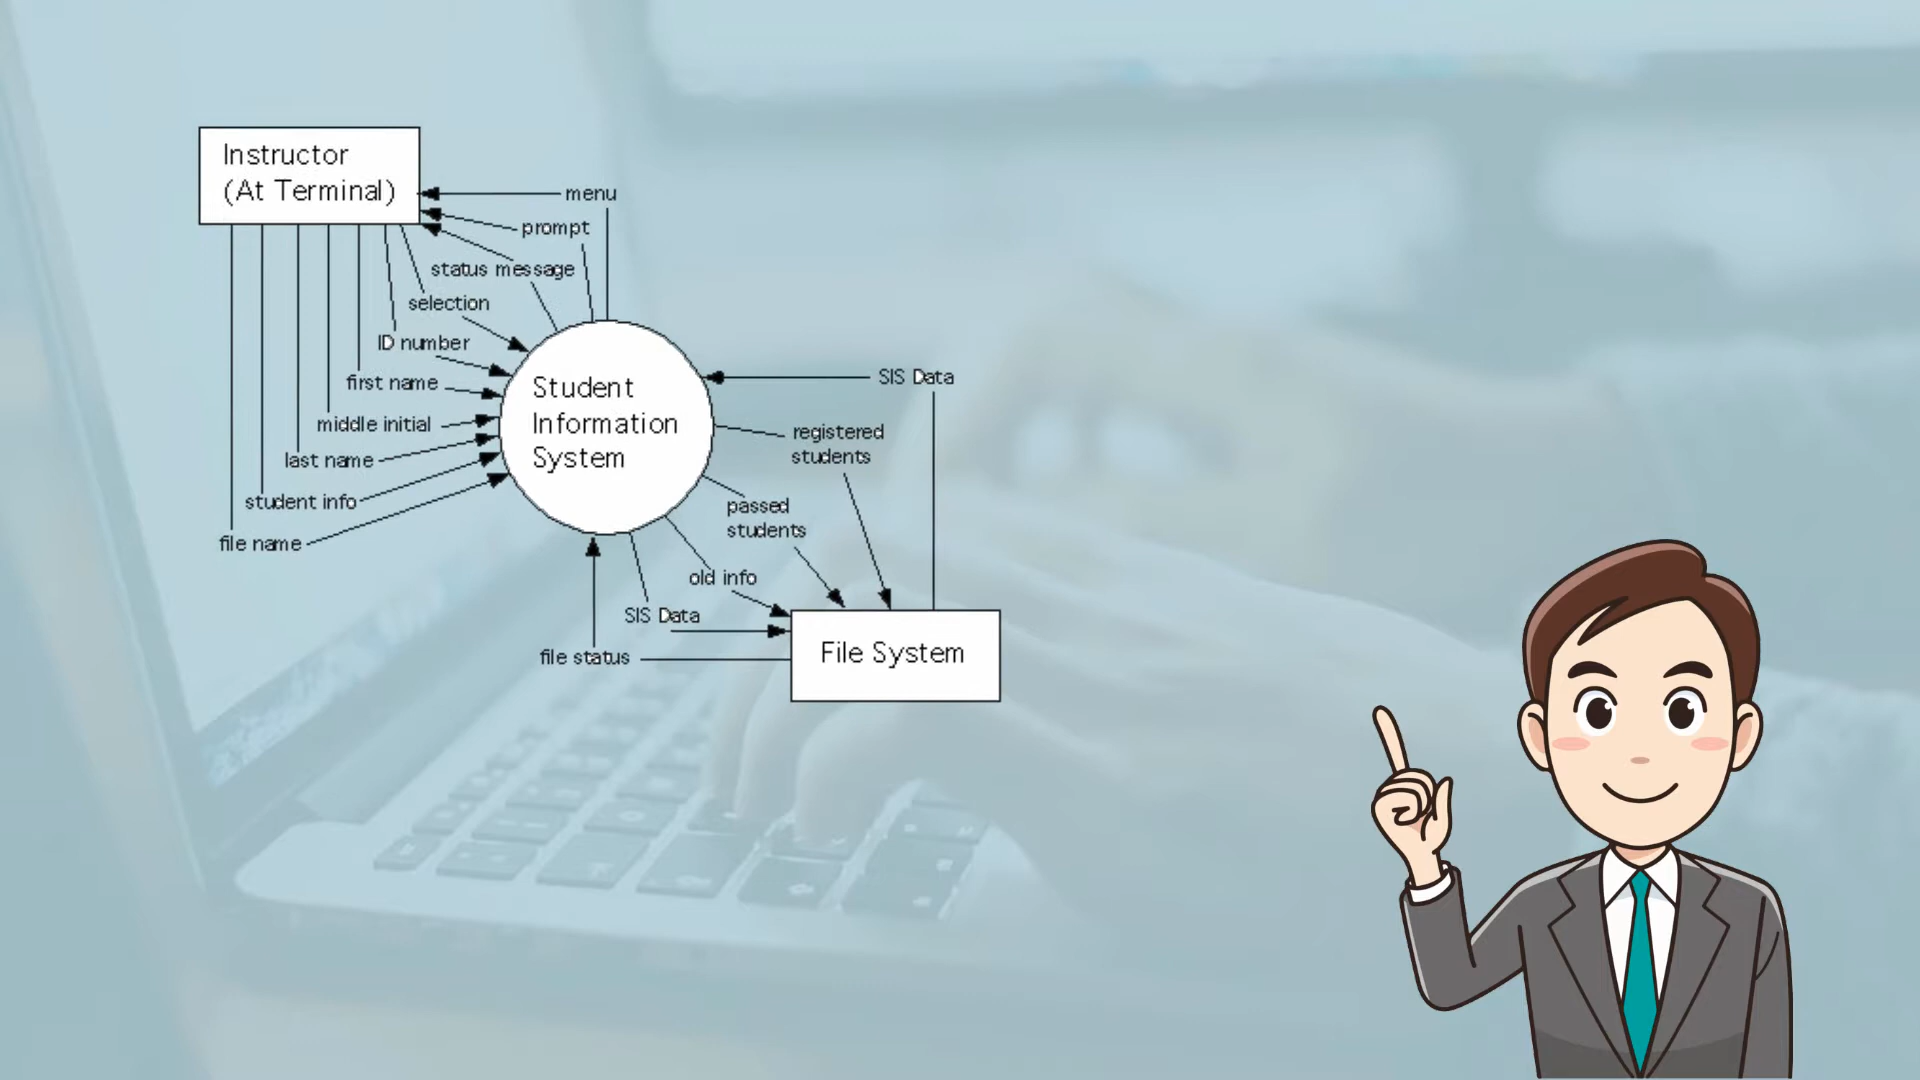 Instructor
(At Terminal)
menu
prompt
status message
selection
ID number
first name
middle initial
last name
student info
file name
Student
Information
System
SIS Data
registered
students
passed
students
old info
SIS Data
file status
File System